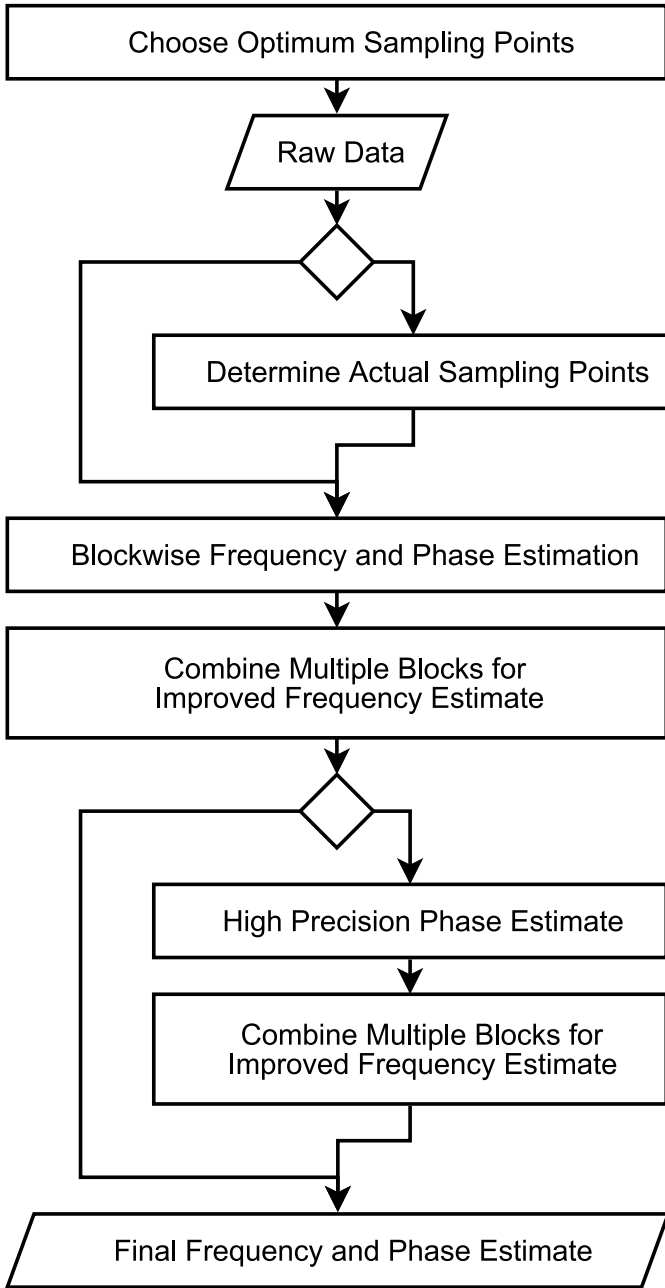 Choose Optimum Sampling Points
Raw Data
Determine Actual Sampling Points
Blockwise Frequency and Phase Estimation
Combine Multiple Blocks for
Improved Frequency Estimate
High Precision Phase Estimate
Combine Multiple Blocks for
Improved Frequency Estimate
Final Frequency and Phase Estimate